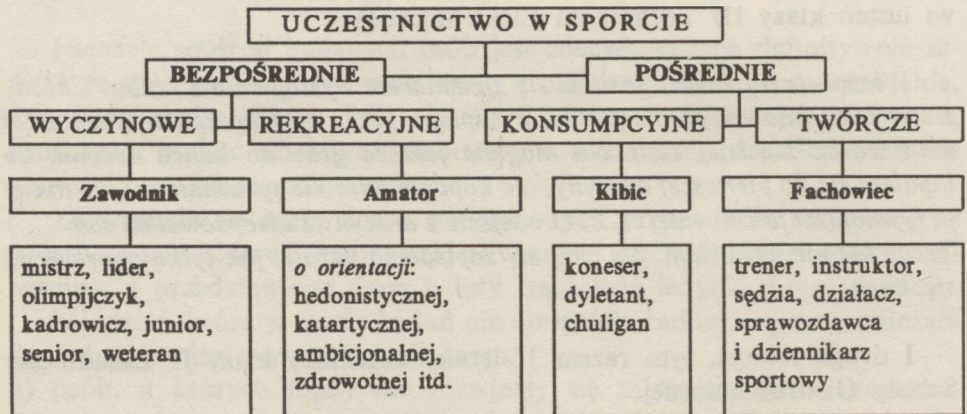 UCZESTNICTWO W SPORCIE
BEZPOŚREDNIE
POŚREDNIE
WYCZYNOWE
REKREACYJNE
KONSUMPCYJNE
TWÓRCZE
Zawodnik
Amator
Kibic
Fachowiec
mistrz, lider,
olimpijczyk,
kadrowicz, junior,
senior, weteran
o orientacji:
hedonistycznej,
katartycznej,
ambicjonalnej,
zdrowotnej itd.
koneser,
dyletant,
chuligan
trener, instruktor,
sędzia, działacz,
sprawozdawca
i dziennikarz
sportowy